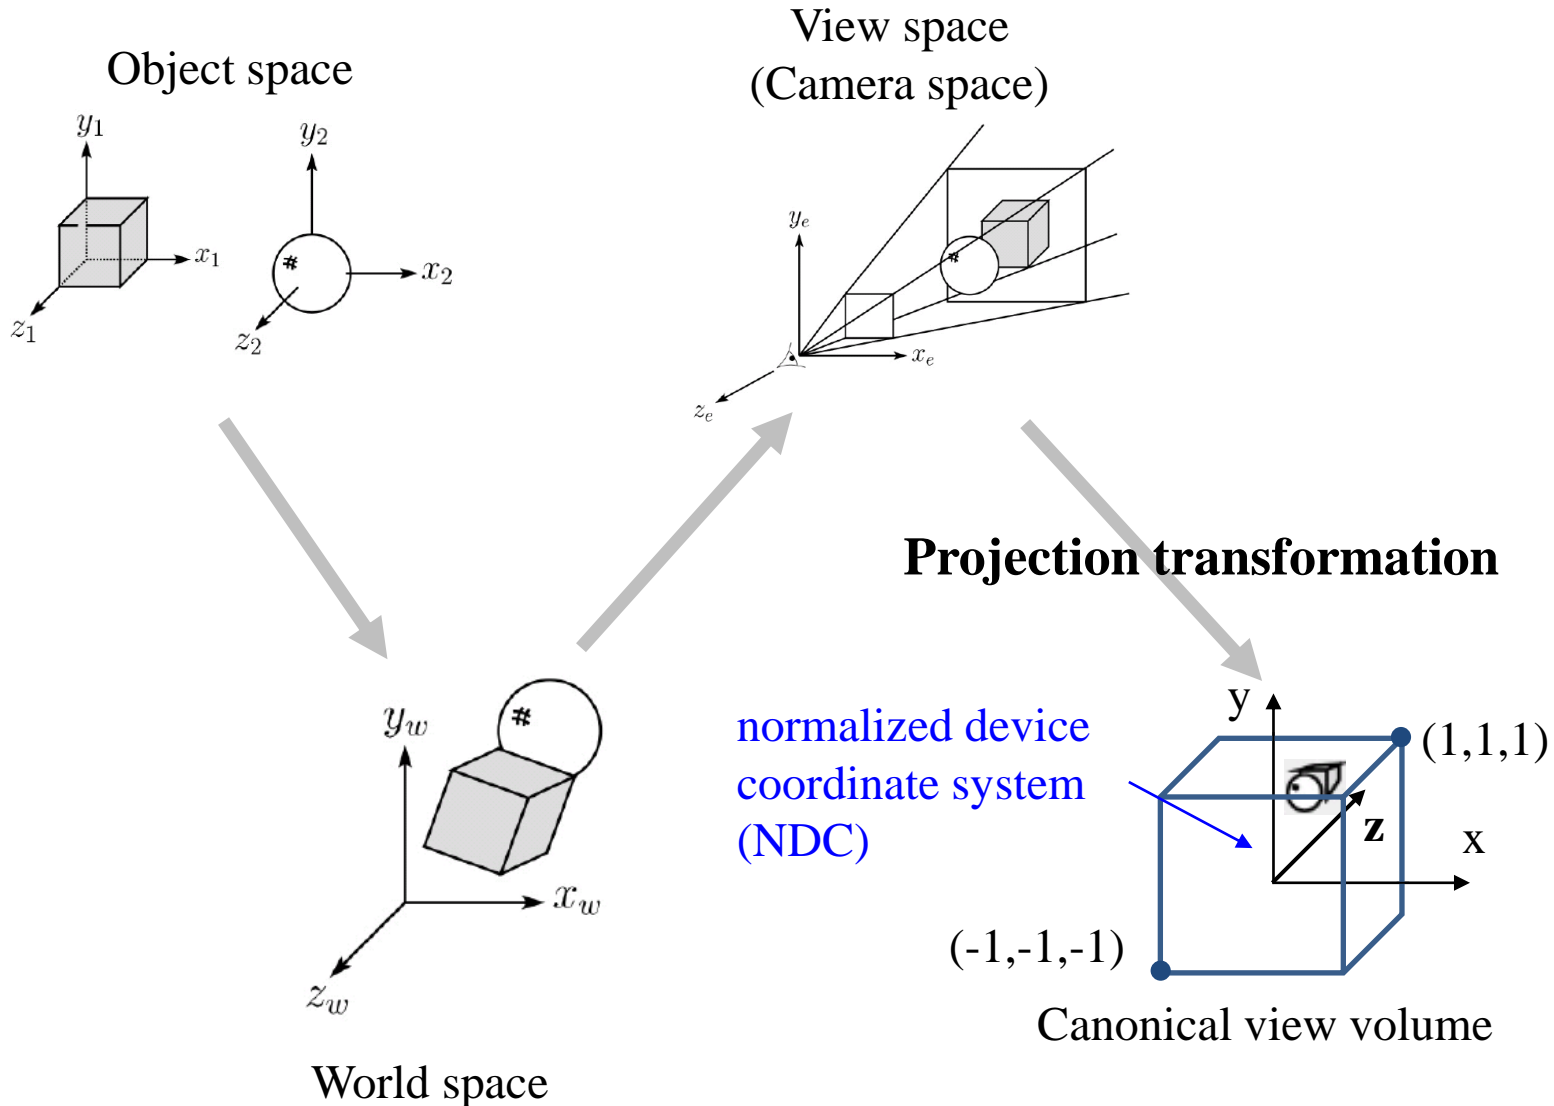 Object space
y1
x1
z1
#
y2
x2
z2
View space
(Camera space)
ye
xe
ze
#
Projection transformation
yw
xw
zw
#
World space
normalized device
coordinate system
(NDC)
y
(1,1,1)
z
x
(-1,-1,-1)
Canonical view volume